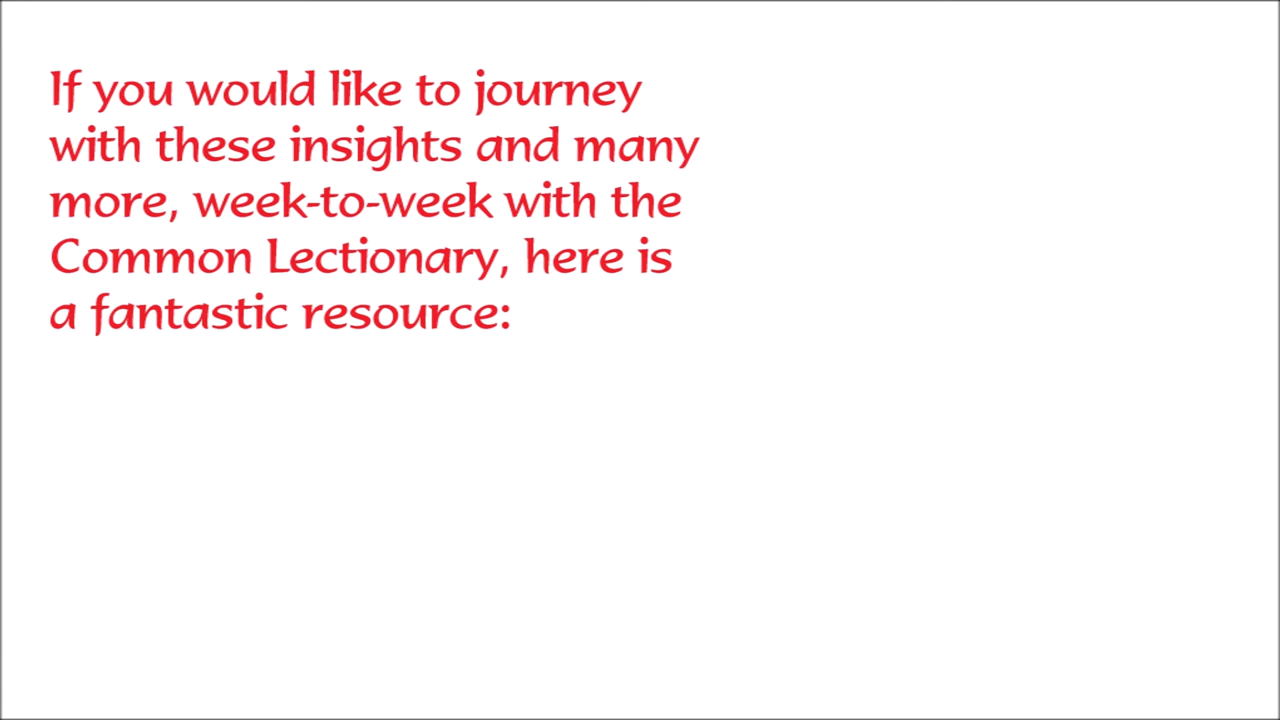 If you would like to journey
with these insights and many
more, week-to-week with the
Common Lectionary, here is
a fantastic resource: